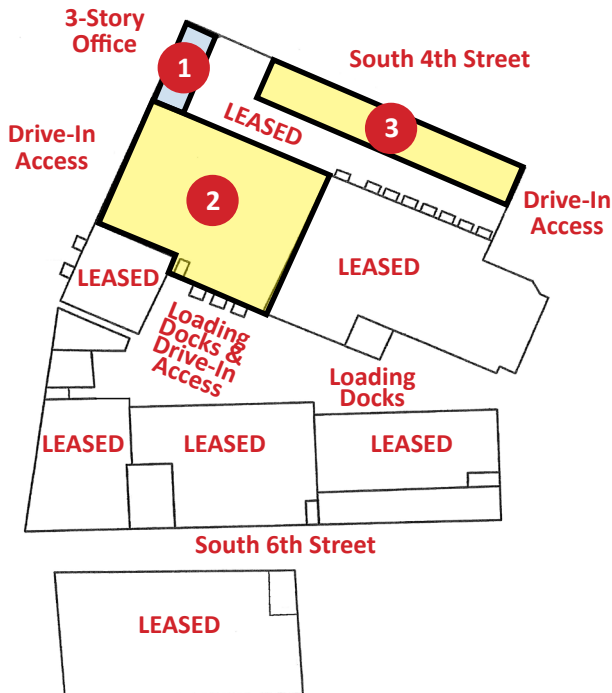 3-Story
Office
1
South 4th Street
LEASED
3
Drive-In
Access
2
Drive-In
Access
LEASED
LEASED
Loading
Docks &
Drive-In
Access
Loading
Docks
LEASED
LEASED
LEASED
South 6th Street
LEASED